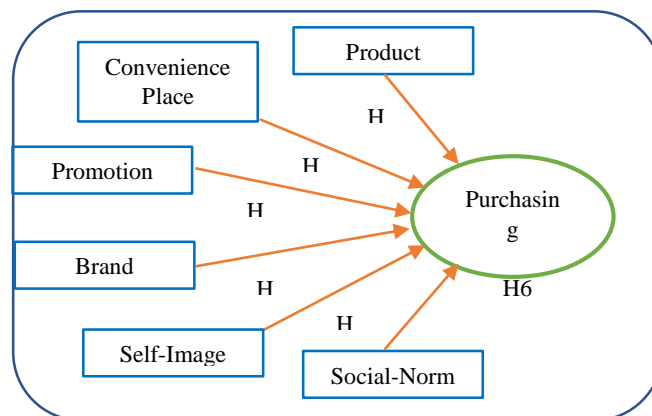 Product
Convenience
Place
H
H
Promotion
H
Purchasin
g
Brand
H
H6
H
Self-Image
Social-Norm